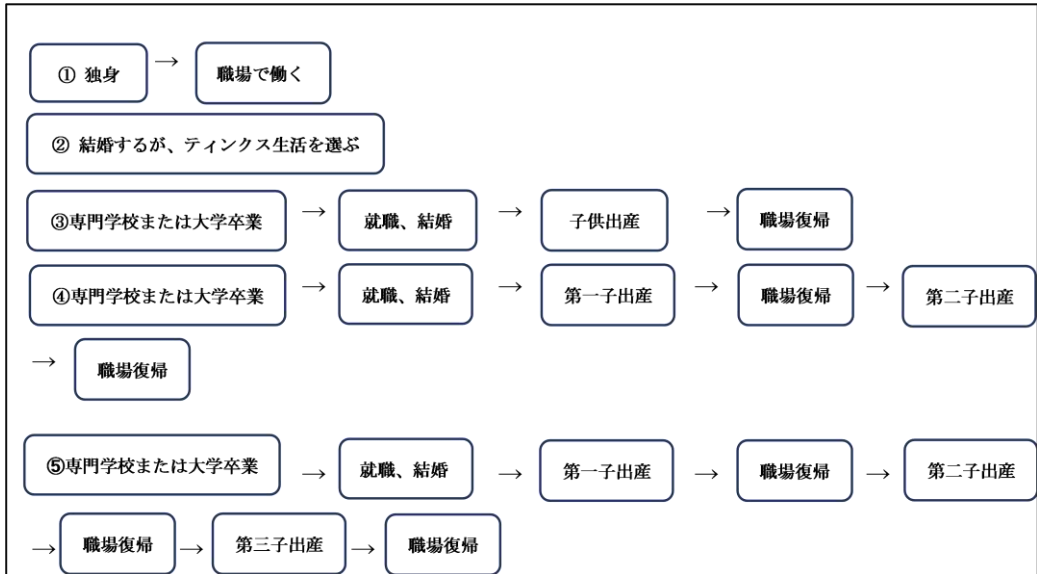 ① 独身 → 職場で働く
② 結婚するが、ティンクス生活を選ぶ
③専門学校または大学卒業 → 就職、結婚 → 子供出産 → 職場復帰
④専門学校または大学卒業 → 就職、結婚 → 第一子出産 → 職場復帰 → 第二子出産
→ 職場復帰
⑤専門学校または大学卒業 → 就職、結婚 → 第一子出産 → 職場復帰 → 第二子出産
→ 職場復帰 → 第三子出産 → 職場復帰